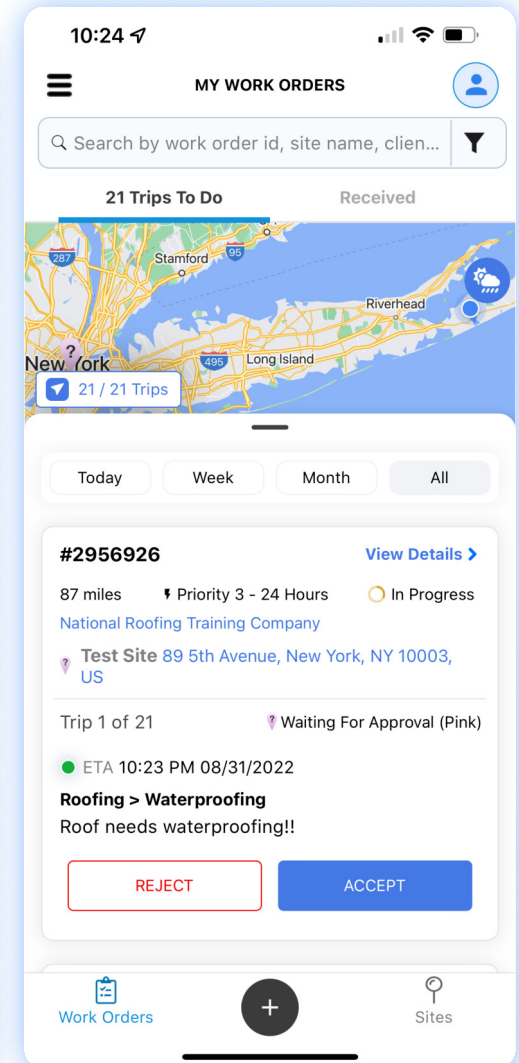 10:24
MY WORK ORDERS
Search by work order id, site name, clien...
21 Trips To Do
Received
287
Stamford
95
Riverhead
?
New York
495
Long Island
21 / 21 Trips
Today
Week
Month
All
#2956926
View Details
87 miles
Priority 3 - 24 Hours
In Progress
National Roofing Training Company
? Test Site 89 5th Avenue, New York, NY 10003,
US
Trip 1 of 21
? Waiting For Approval (Pink)
ETA 10:23 PM 08/31/2022
Roofing > Waterproofing
Roof needs waterproofing!!
REJECT
ACCEPT
Work Orders
+
Sites